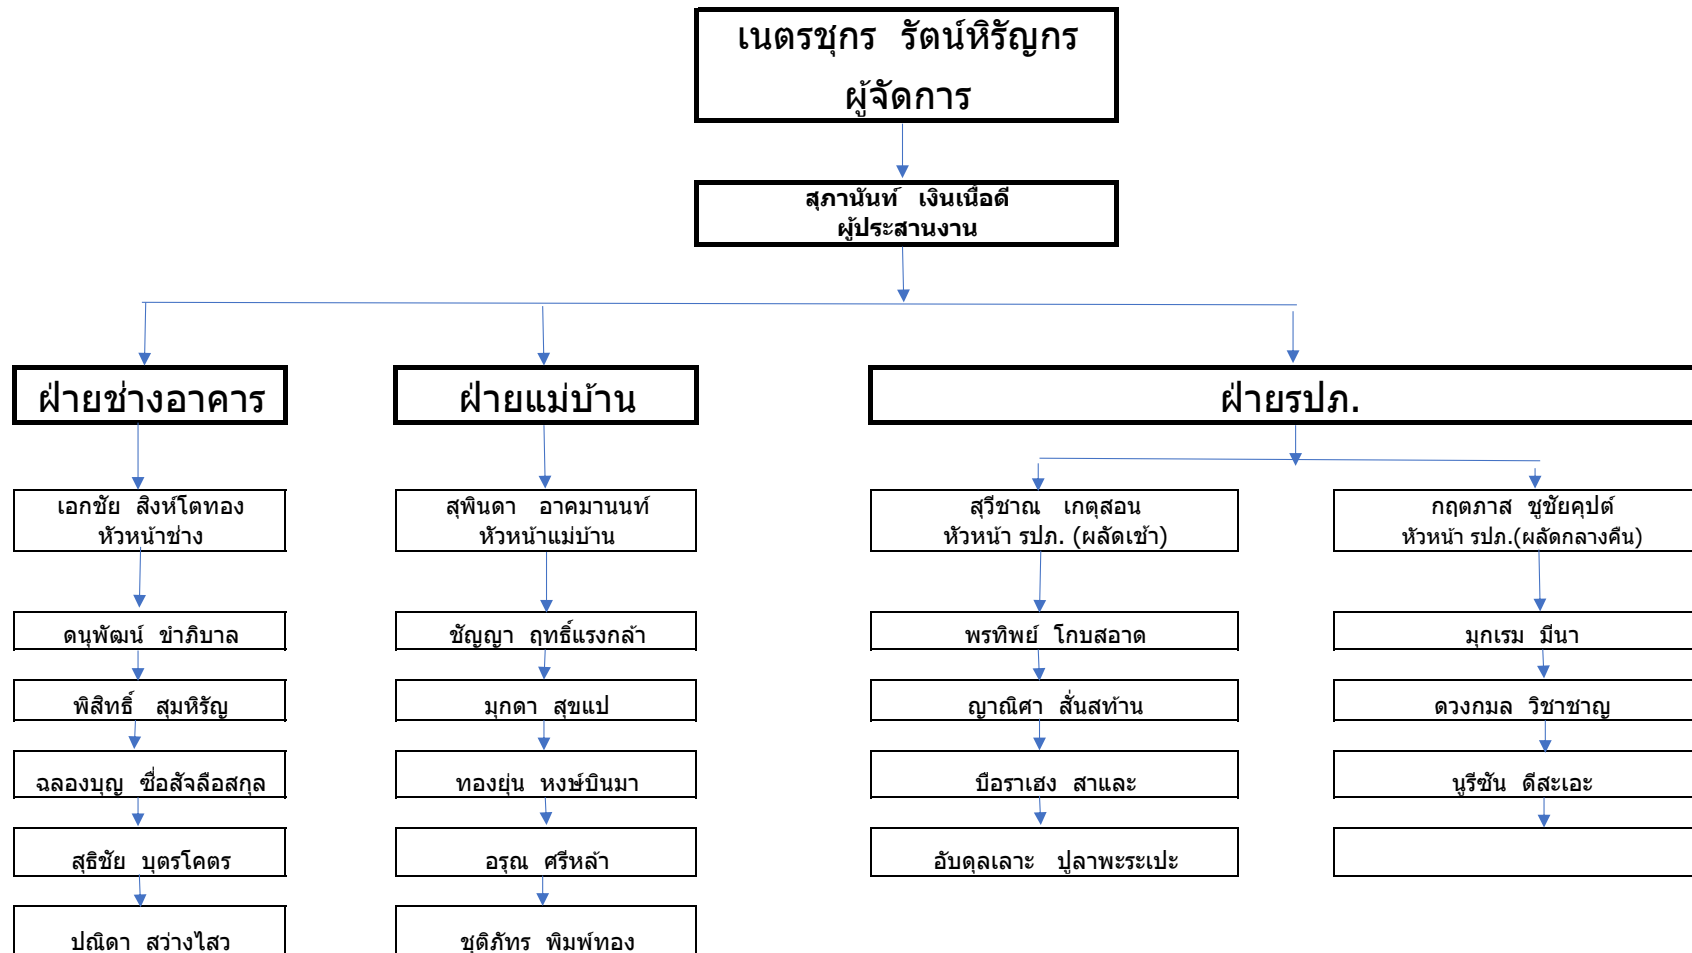 เนตรชุกร รัตน์หิรัญกร
ผู้จัดการ
สุภานันท์ เงินเนื้อดี
ผู้ประสานงาน
ฝ่ายช่างอาคาร
ฝ่ายแม่บ้าน
ฝ่ายรปภ.
เอกชัย สิงห์โตทอง
หัวหน้าช่าง
สุพินดา อาคมานนท์
หัวหน้าแม่บ้าน
สุวีชาณ เกตุสอน
หัวหน้า รปภ. (ผลัดเช้า)
กฤตภาส ชูชัยคุปต์
หัวหน้า รปภ.(ผลัดกลางคืน)
ดนุพัฒน์ ขำภิบาล
ชัญญา ฤทธิ์แรงกล้า
พรทิพย์ โกบสอาด
มุกเรม มีนา
พิสิทธิ์ สุมหิรัญ
มุกดา สุขแป
ญาณิศา สั่นสท้าน
ดวงกมล วิชาชาญ
ฉลองบุญ ซื่อสัจลือสกุล
ทองยุ่น หงษ์บินมา
บือราเฮง สาและ
นูรีซัน ดีสะเอะ
สุธิชัย บุตรโคตร
อรุณ ศรีหล้า
อับดุลเลาะ ปูลาพะระเปะ
ปณิดา สว่างไสว
ชุติภัทร พิมพ์ทอง